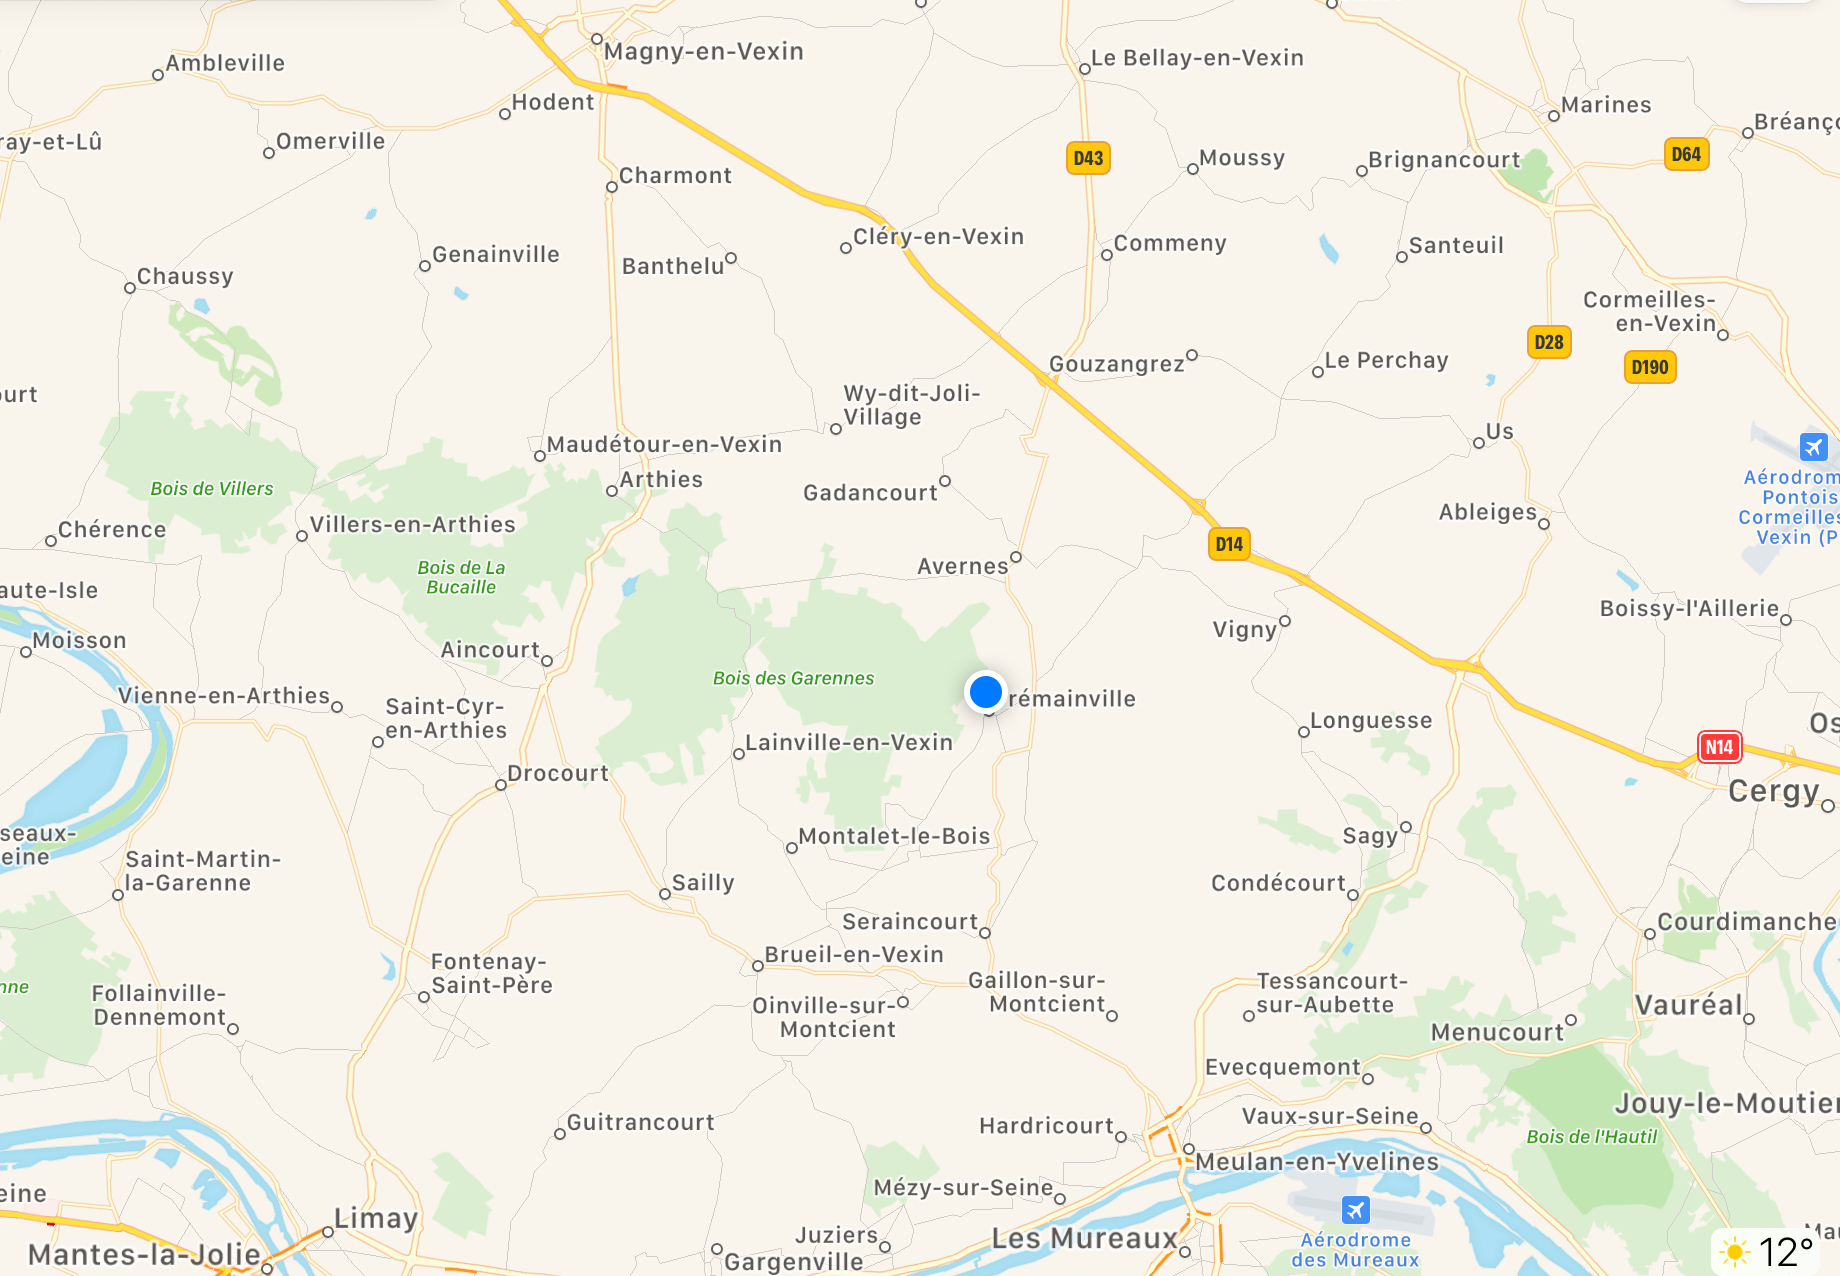 Magny-en-Vexin
Le Bellay-en-Vexin
Ambleville
Hodent
Marines
Bréanç
ray-et-Lû
Omerville
D43
Moussy
Brignancourt
D64
Charmont
Cléry-en-Vexin
Commeny
Santeuil
Genainville
Banthelu
Chaussy
Cormeilles-
en-Vexin
D28
Gouzangrez
Le Perchay
D190
ourt
Wy-dit-Joli-
Village
Us
Maudétour-en-Vexin
Arthies
Aérodrom
Pontois
Cormeilles
Vexin (P
Bois de Villers
Gadancourt
Ableiges
Chérence
Villers-en-Arthies
D14
Bois de La
Bucaille
Avernes
aute-Isle
Boissy-l'Aillerie
Moisson
Vigny
Aincourt
Bois des Garennes
Vienne-en-Arthies
rémainville
Saint-Cyr-
en-Arthies
Longuesse
Os
Lainville-en-Vexin
N14
Drocourt
Cergy
seaux-
eine
Montalet-le-Bois
Sagy
Saint-Martin-
la-Garenne
Sailly
Condécourt
Seraincourt
Courdimanche
Brueil-en-Vexin
Fontenay-
Saint-Père
Gaillon-sur-
Montcient
Tessancourt-
sur-Aubette
nne
Follainville-
Dennemont
Oinville-sur-
Montcient
Vauréal
Menucourt
Evecquemont
Jouy-le-Moutier
Guitrancourt
Hardricourt
Vaux-sur-Seine
Bois de l'Hautil
Meulan-en-Yvelines
eine
Mézy-sur-Seine
Limay
Juziers
Les Mureaux
Aérodrome
des Mureaux
Mau
Mantes-la-Jolie
Gargenville
12°